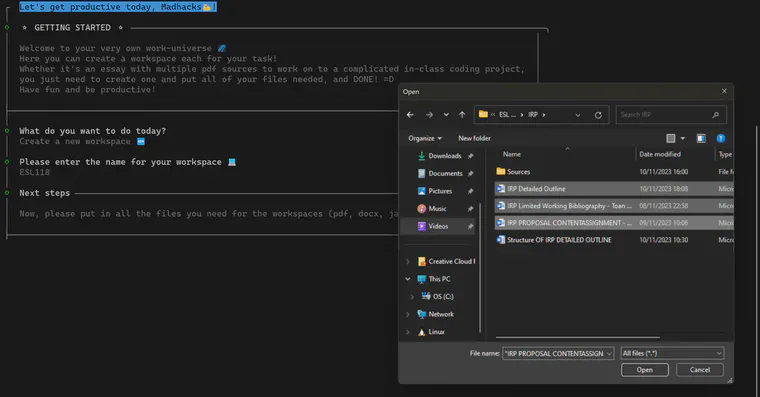 Let's get productive today, Madhacks💪!
* GETTING STARTED *
Welcome to your very own work-universe 🌌
Here you can create a workspace each for your task!
Whether it's an essay with multiple pdf sources to work on to a complicated in-class coding project,
you just need to create one and put all of your files needed, and DONE! =D
Have fun and be productive!
What do you want to do today?
Create a new workspace 🆕
Please enter the name for your workspace 💻
ESL118
Next steps
Now, please put in all the files you need for the workspaces (pdf, docx, ja
Open
ESL ... > IRP >
Search IRP
Organize
New folder
Downloads
Documents
Pictures
Music
Videos
Creative Cloud F
This PC
OS (C:)
Network
Linux
Name Date modified Type
Sources 10/11/2023 16:00 File f
IRP Detailed Outline 10/11/2023 18:08 Micr
IRP Limited Working Bibliography - Toan ... 08/11/2023 22:58 Micr
IRP PROPOSAL CONTENTASSIGNMENT - ... 09/11/2023 10:06 Micr
Structure OF IRP DETAILED OUTLINE 10/11/2023 10:30 Micr
File name: "IRP PROPOSAL CONTENTASSIGN
All files (*.*)
Open
Cancel